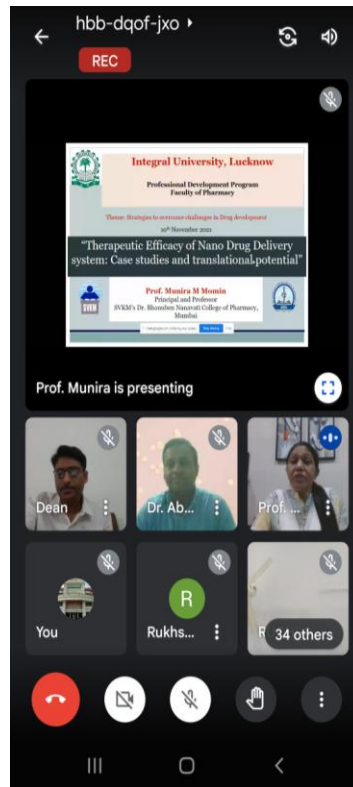 hbb-dqof-jxo
REC
Integral University, Lucknow
Professional Development Program
Faculty of Pharmacy
Theme: Strategies to overcome challenges in Drug development
10th November 2021
"Therapeutic Efficacy of Nano Drug Delivery
system: Case studies and translational potential"
Prof. Munira M Momin
Principal and Professor
SVKM's Dr. Bhanuben Nanavati College of Pharmacy,
Mumbai
SVKM
Prof. Munira is presenting
Dean
Dr. Ab...
Prof. ...
You
R
Rukhs...
R
34 others